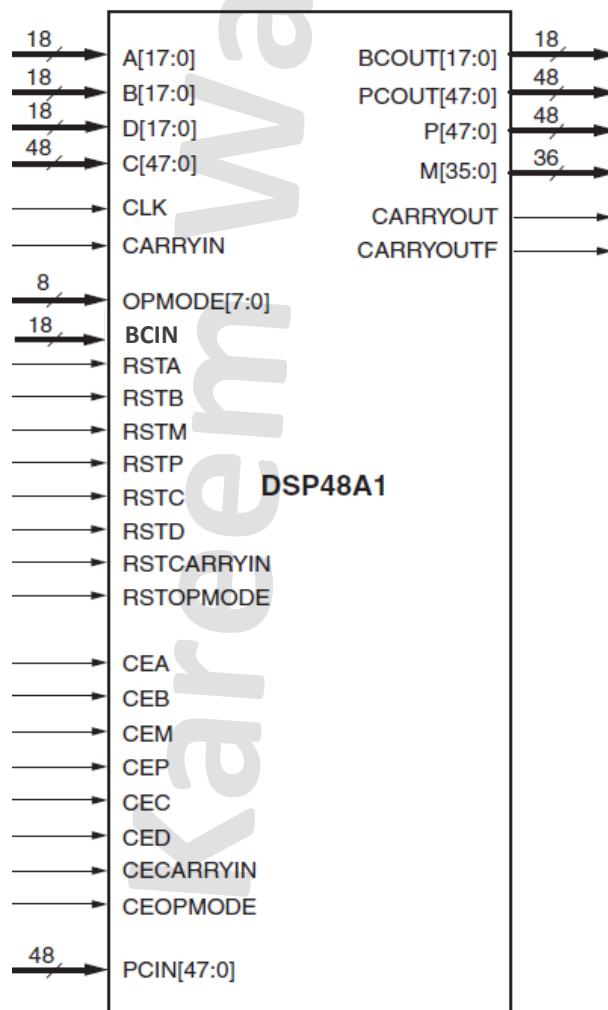 18 A[17:0] BCOUT[17:0] 18
18 B[17:0] PCOUT[47:0] 48
18 D[17:0] P[47:0] 48
48 C[47:0] M[35:0] 36
CLK CARRYOUT
CARRYIN CARRYOUTF
8 OPMODE[7:0]
18 BCIN
RSTA
RSTB
RSTM
RSTP
RSTC
DSP48A1
RSTD
RSTCARRYIN
RSTOPMODE
CEA
CEB
CEM
CEP
CEC
CED
CECARRYIN
CEOPMODE
48 PCIN[47:0]
Kareem